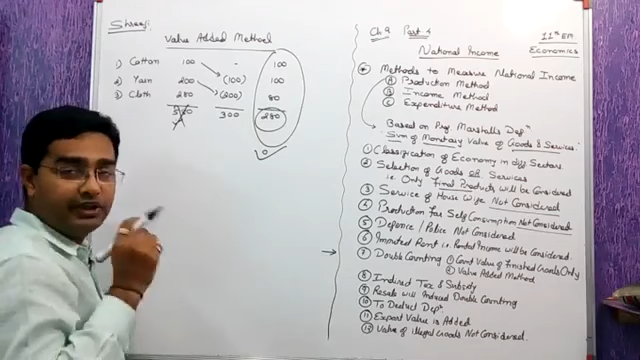 Shreeji
Value Added Method
1) Cotton 100 - 100
2) Yarn 200 (100) 100
3) Cloth 280 (200) 80
580 300 280
Ch 9 Part 4
11th EM
Economics
National Income
Methods to Measure National Income
A Production Method
B Income Method
C Expenditure Method
Based on Prof Marshall's Defn
Sum of Monetary Value of Goods & Services
1 Classification of Economy in diff Sectors
2 Selection of Goods or Services
i.e. Only Final Products will be Considered
3 Service of House Wife Not Considered
4 Production for Self Consumption Not Considered
5 Defence / Police Not Considered
6 Imputed Rent i.e. Rental Income will be Considered
7 Double Counting 1 Count Value of Finished Goods Only
2 Value Added Method
8 Indirect Tax & Subsidy
9 Resale will Induced Double Counting
10 To Deduct Depn
11 Export Value is Added
12 Value of illegal Goods Not Considered.